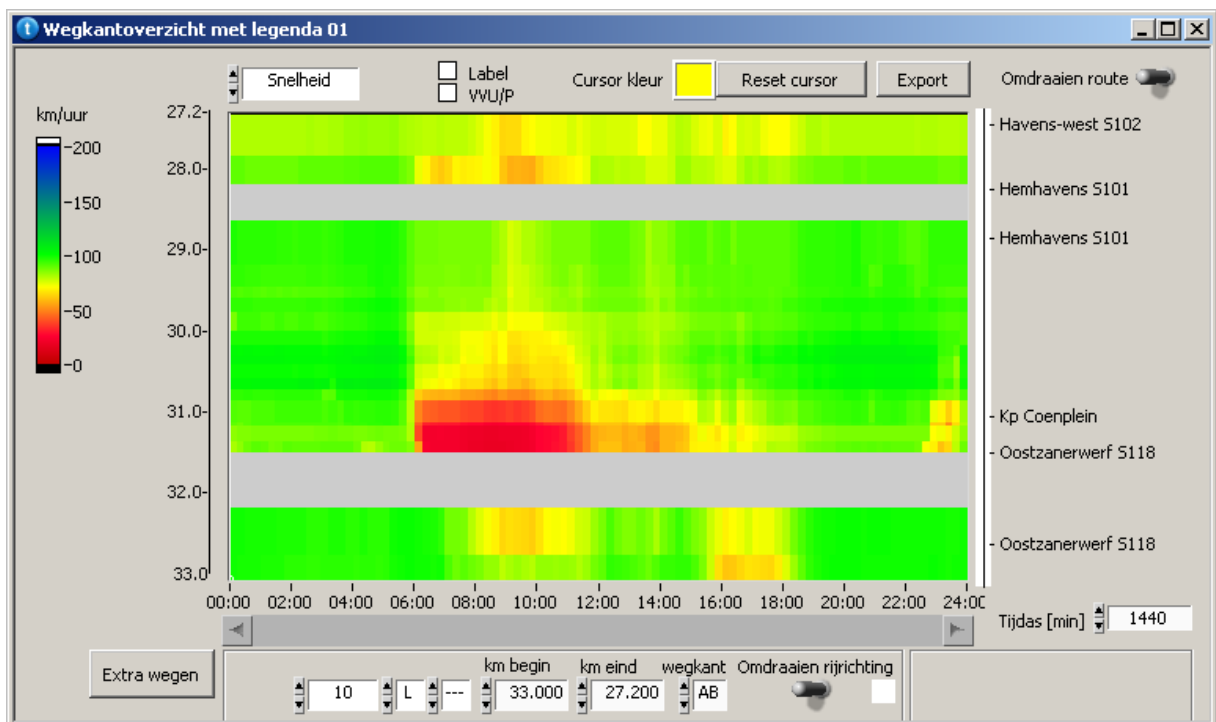 Wegkantoverzicht met legenda 01
Snelheid
Label
VVU/P
Cursor kleur
Reset cursor
Export
Omdraaien route
km/uur
200
150
100
50
0
27.2
28.0
29.0
30.0
31.0
32.0
33.0
Havens-west S102
Hemhavens S101
Hemhavens S101
Kp Coenplein
Oostzanerwerf S118
Oostzanerwerf S118
00:00 02:00 04:00 06:00 08:00 10:00 12:00 14:00 16:00 18:00 20:00 22:00 24:00
Tijdas [min] 1440
Extra wegen
km begin km eind wegkant Omdraaien rijrichting
10 L --- 33.000 27.200 AB